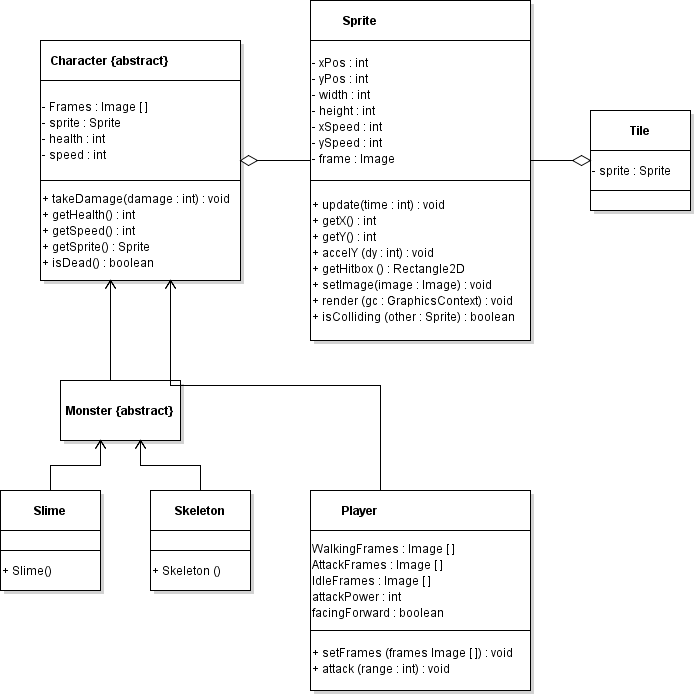 Character {abstract}
- Frames : Image [ ]
- sprite : Sprite
- health : int
- speed : int
+ takeDamage(damage : int) : void
+ getHealth() : int
+ getSpeed() : int
+ getSprite() : Sprite
+ isDead() : boolean
Sprite
- xPos : int
- yPos : int
- width : int
- height : int
- xSpeed : int
- ySpeed : int
- frame : Image
+ update(time : int) : void
+ getX() : int
+ getY() : int
+ accelY (dy : int) : void
+ getHitbox () : Rectangle2D
+ setImage(image : Image) : void
+ render (gc : GraphicsContext) : void
+ isColliding (other : Sprite) : boolean
Tile
- sprite : Sprite
Monster {abstract}
Slime
+ Slime()
Skeleton
+ Skeleton ()
Player
WalkingFrames : Image [ ]
AttackFrames : Image [ ]
IdleFrames : Image [ ]
attackPower : int
facingForward : boolean
+ setFrames (frames Image [ ]) : void
+ attack (range : int) : void